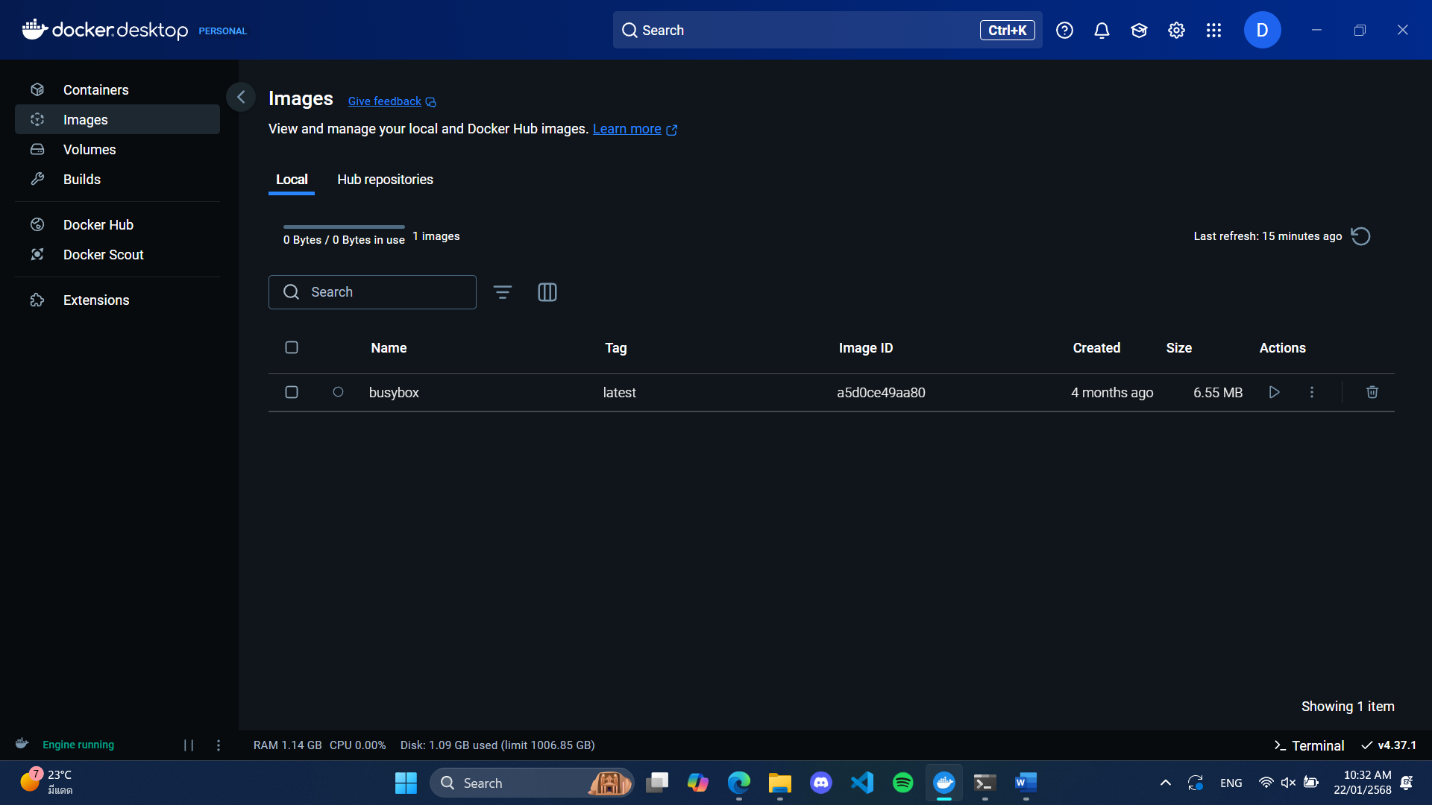 docker.desktop PERSONAL
Search Ctrl+K
D
Containers
Images
Volumes
Builds
Docker Hub
Docker Scout
Extensions
Images Give feedback
View and manage your local and Docker Hub images. Learn more
Local Hub repositories
0 Bytes / 0 Bytes in use 1 images
Last refresh: 15 minutes ago
Search
Name Tag Image ID Created Size Actions
busybox latest a5d0ce49aa80 4 months ago 6.55 MB
Showing 1 item
Engine running
RAM 1.14 GB CPU 0.00% Disk: 1.09 GB used (limit 1006.85 GB)
Terminal v4.37.1
7
23°C
มีแดด
Search
ENG
10:32 AM
22/01/2568